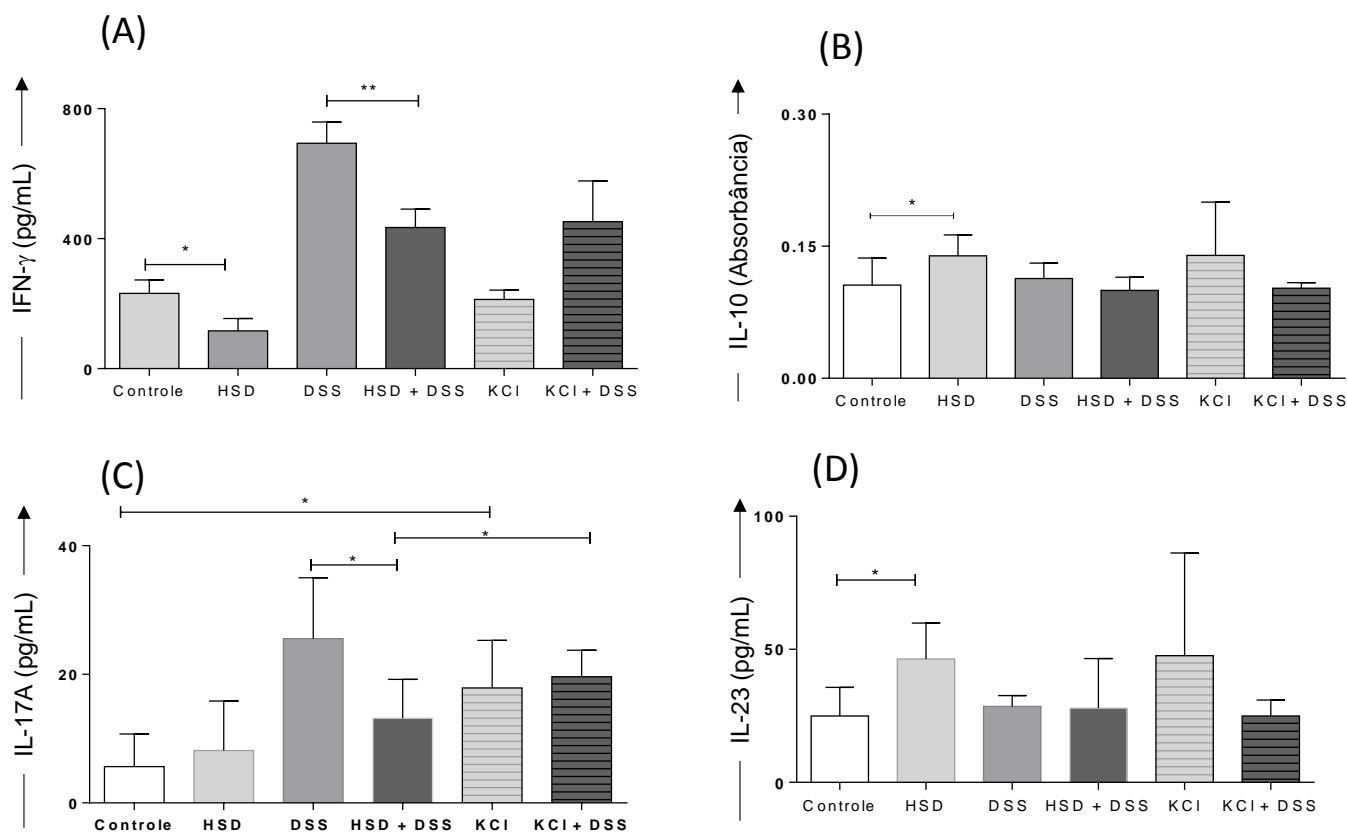 (A)
IFN-γ (pg/mL)
800
400
0
*
**
Controle HSD DSS HSD + DSS KCl KCl + DSS
(B)
IL-10 (Absorbância)
0.30
0.15
0.00
*
Controle HSD DSS HSD + DSS KCl KCl + DSS
(C)
IL-17A (pg/mL)
40
20
0
*
*
*
Controle HSD DSS HSD + DSS KCl KCl + DSS
(D)
IL-23 (pg/mL)
100
50
0
*
Controle HSD DSS HSD + DSS KCl KCl + DSS